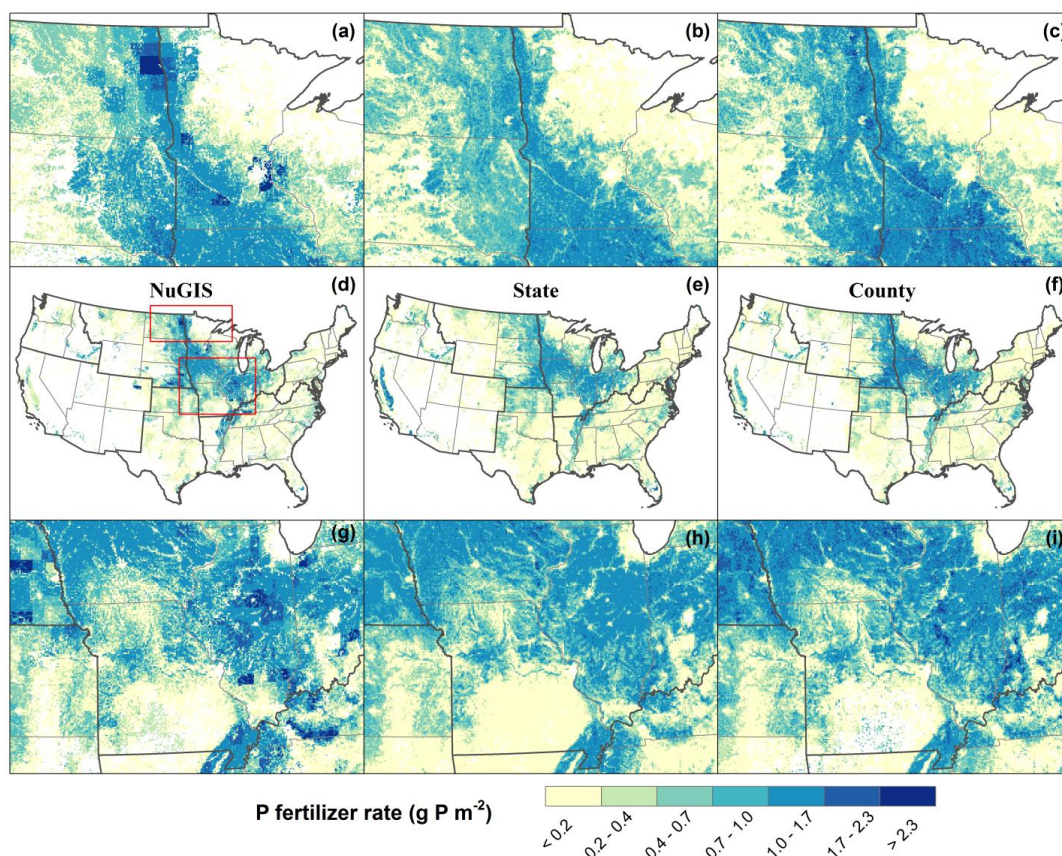 (a)
(b)
(c)
NuGIS
(d)
State
(e)
County
(f)
(g)
(h)
(i)
P fertilizer rate (g P m-2)
< 0.2
0.2 - 0.4
0.4 - 0.7
0.7 - 1.0
1.0 - 1.7
1.7 - 2.3
> 2.3